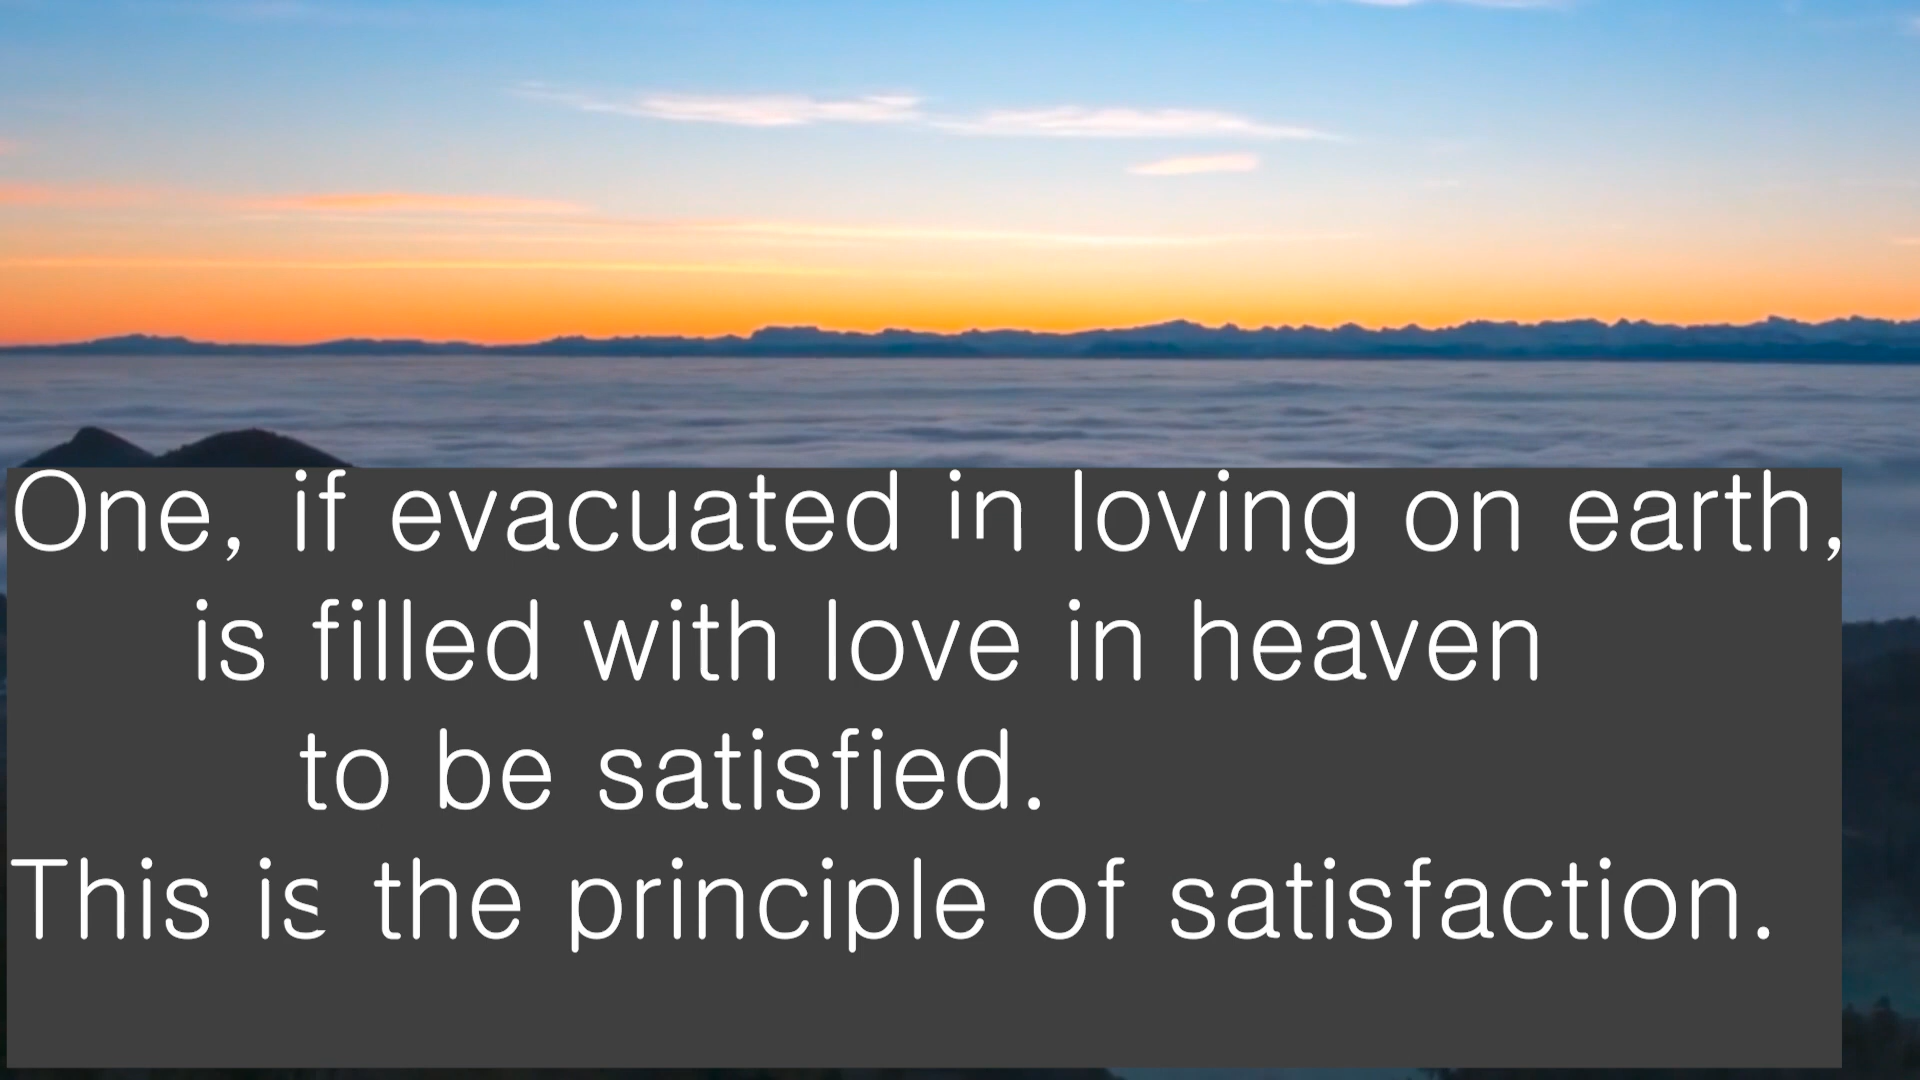 One, if evacuated in loving on earth,
is filled with love in heaven
to be satisfied.
This is the principle of satisfaction.